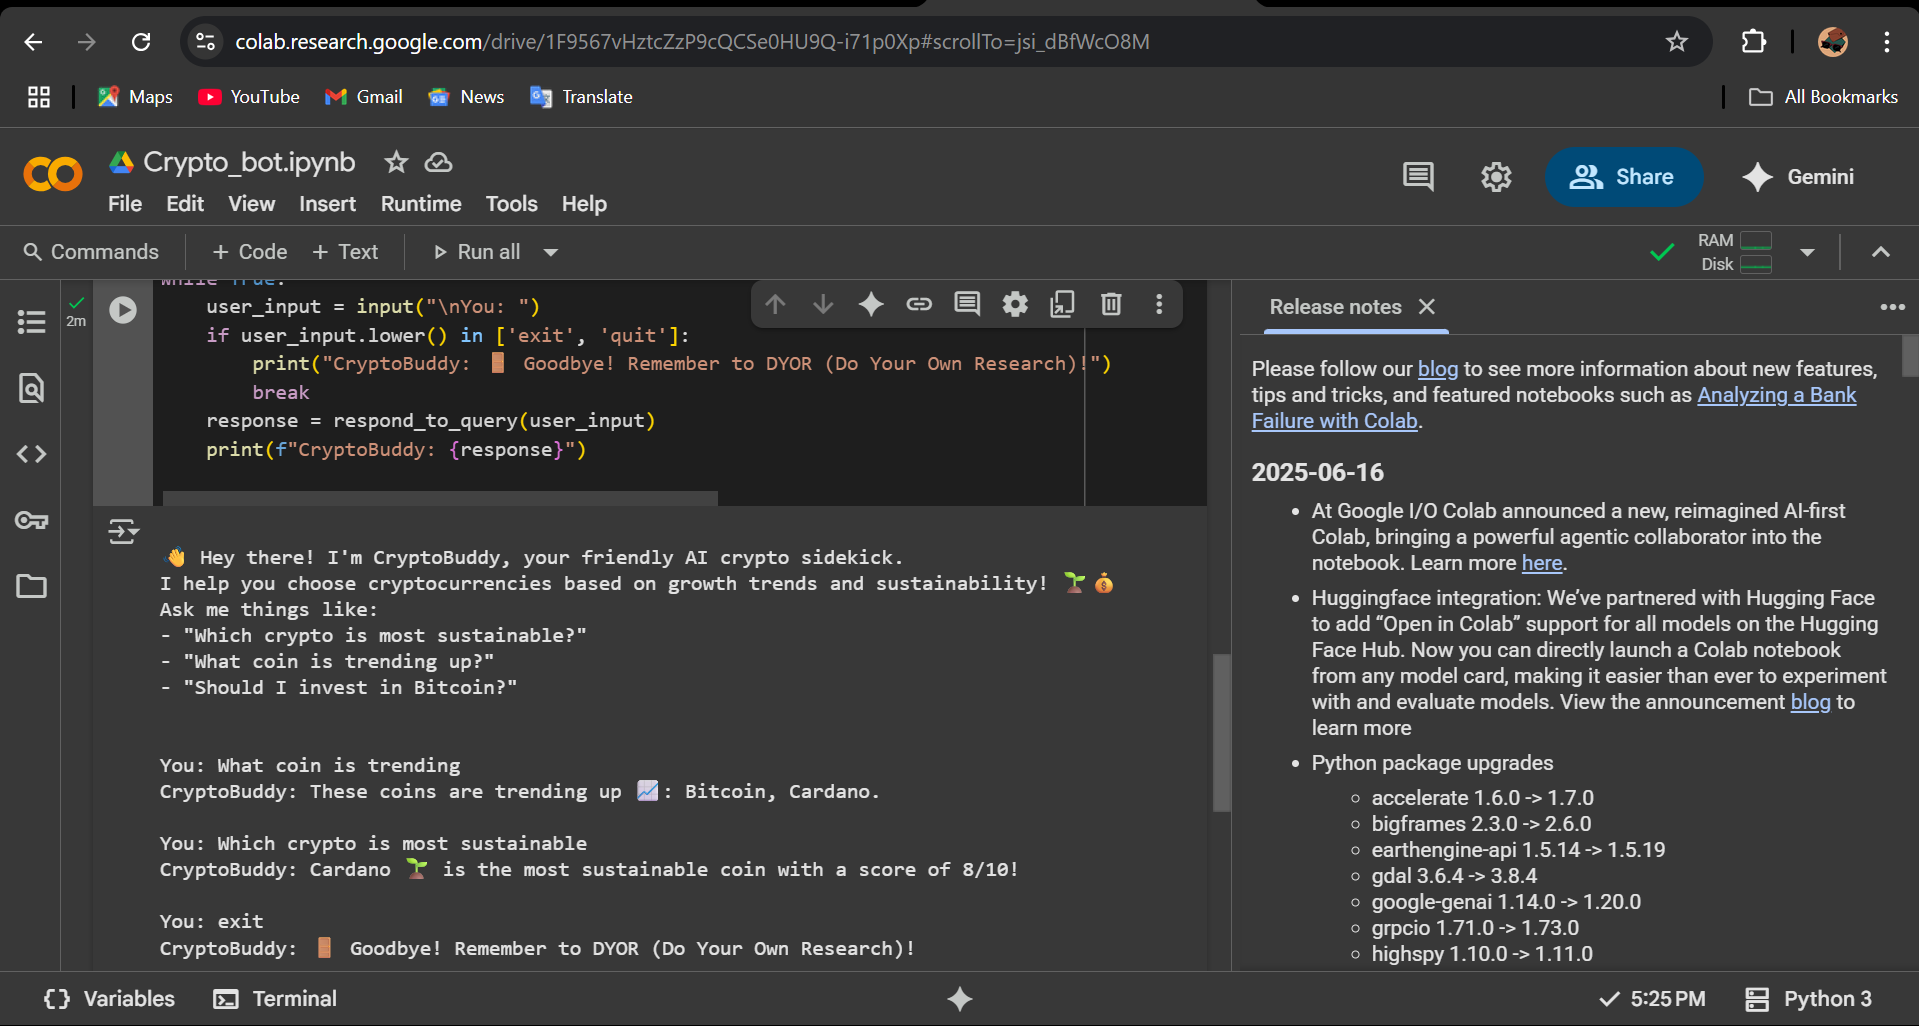 colab.research.google.com/drive/1F9567vHztcZzP9cQCSe0HU9Q-i71p0Xp#scrollTo=jsi_dBfWcO8M
Maps YouTube Gmail News Translate All Bookmarks
Crypto_bot.ipynb
File Edit View Insert Runtime Tools Help
Share Gemini
Commands + Code + Text Run all
RAM
Disk
2m
while True:
user_input = input("\nYou: ")
if user_input.lower() in ['exit', 'quit']:
print("CryptoBuddy: 🚪 Goodbye! Remember to DYOR (Do Your Own Research)!")
break
response = respond_to_query(user_input)
print(f"CryptoBuddy: {response}")
👋 Hey there! I'm CryptoBuddy, your friendly AI crypto sidekick.
I help you choose cryptocurrencies based on growth trends and sustainability! 🌱💰
Ask me things like:
- "Which crypto is most sustainable?"
- "What coin is trending up?"
- "Should I invest in Bitcoin?"
You: What coin is trending
CryptoBuddy: These coins are trending up 📈: Bitcoin, Cardano.
You: Which crypto is most sustainable
CryptoBuddy: Cardano 🌱 is the most sustainable coin with a score of 8/10!
You: exit
CryptoBuddy: 🚪 Goodbye! Remember to DYOR (Do Your Own Research)!
Release notes
Please follow our blog to see more information about new features,
tips and tricks, and featured notebooks such as Analyzing a Bank
Failure with Colab.
2025-06-16
• At Google I/O Colab announced a new, reimagined AI-first
Colab, bringing a powerful agentic collaborator into the
notebook. Learn more here.
• Huggingface integration: We’ve partnered with Hugging Face
to add “Open in Colab” support for all models on the Hugging
Face Hub. Now you can directly launch a Colab notebook
from any model card, making it easier than ever to experiment
with and evaluate models. View the announcement blog to
learn more
• Python package upgrades
◦ accelerate 1.6.0 -> 1.7.0
◦ bigframes 2.3.0 -> 2.6.0
◦ earthengine-api 1.5.14 -> 1.5.19
◦ gdal 3.6.4 -> 3.8.4
◦ google-genai 1.14.0 -> 1.20.0
◦ grpcio 1.71.0 -> 1.73.0
◦ highspy 1.10.0 -> 1.11.0
Variables Terminal 5:25 PM Python 3